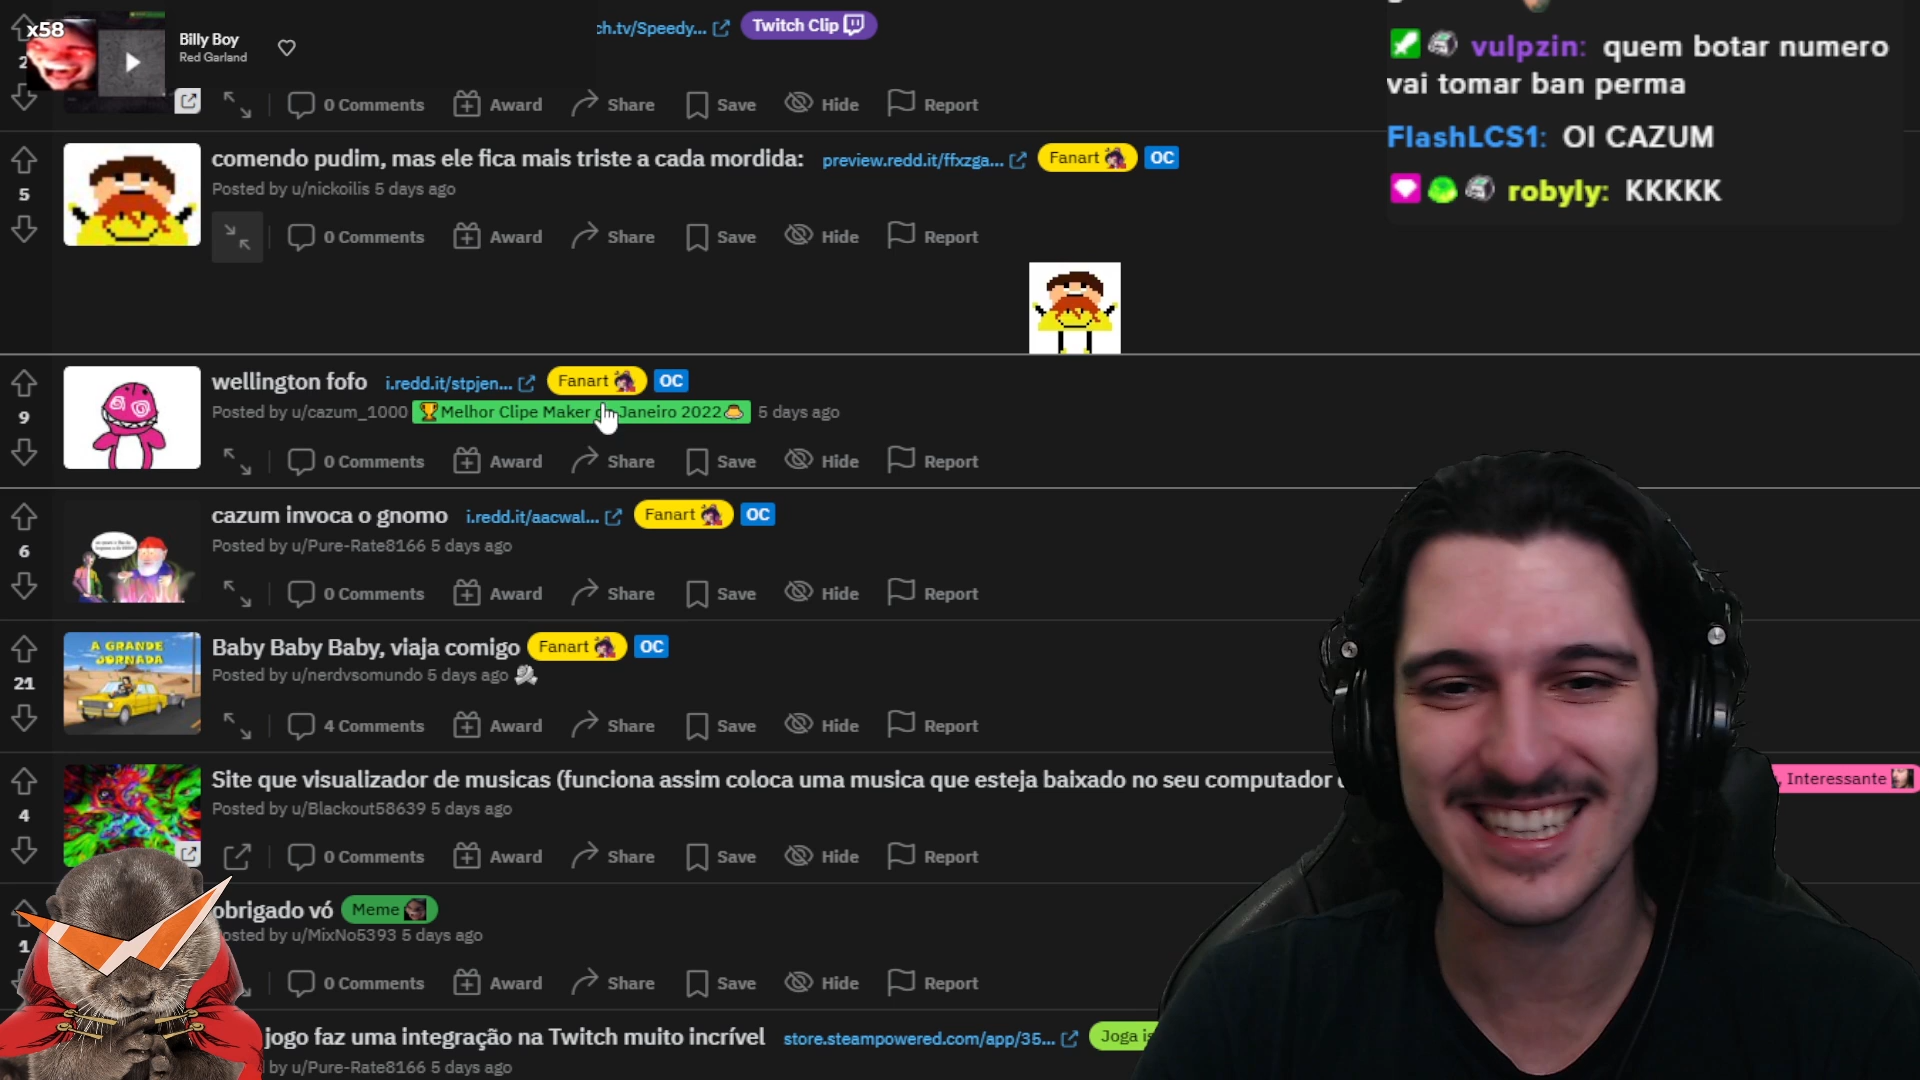 x58
Billy Boy
Red Garland
ch.tv/Speedy...
Twitch Clip
2
0 Comments Award Share Save Hide Report
vulpzin: quem botar numero
vai tomar ban perma
FlashLCS1: OI CAZUM
robyly: KKKKK
5
comendo pudim, mas ele fica mais triste a cada mordida: preview.redd.it/ffxzga... Fanart OC
Posted by u/nickoilis 5 days ago
0 Comments Award Share Save Hide Report
9
wellington fofo i.redd.it/stpjen... Fanart OC
Posted by u/cazum_1000 Melhor Clipe Maker Janeiro 2022 5 days ago
0 Comments Award Share Save Hide Report
6
cazum invoca o gnomo i.redd.it/aacwal... Fanart OC
Posted by u/Pure-Rate8166 5 days ago
0 Comments Award Share Save Hide Report
21
A GRANDE
JORNADA
Baby Baby Baby, viaja comigo Fanart OC
Posted by u/nerdvsomundo 5 days ago
4 Comments Award Share Save Hide Report
4
Site que visualizador de musicas (funciona assim coloca uma musica que esteja baixado no seu computador
, Interessante
Posted by u/Blackout58639 5 days ago
0 Comments Award Share Save Hide Report
1
obrigado vó Meme
osted by u/MixNo5393 5 days ago
0 Comments Award Share Save Hide Report
jogo faz uma integração na Twitch muito incrível store.steampowered.com/app/35... Joga
by u/Pure-Rate8166 5 days ago